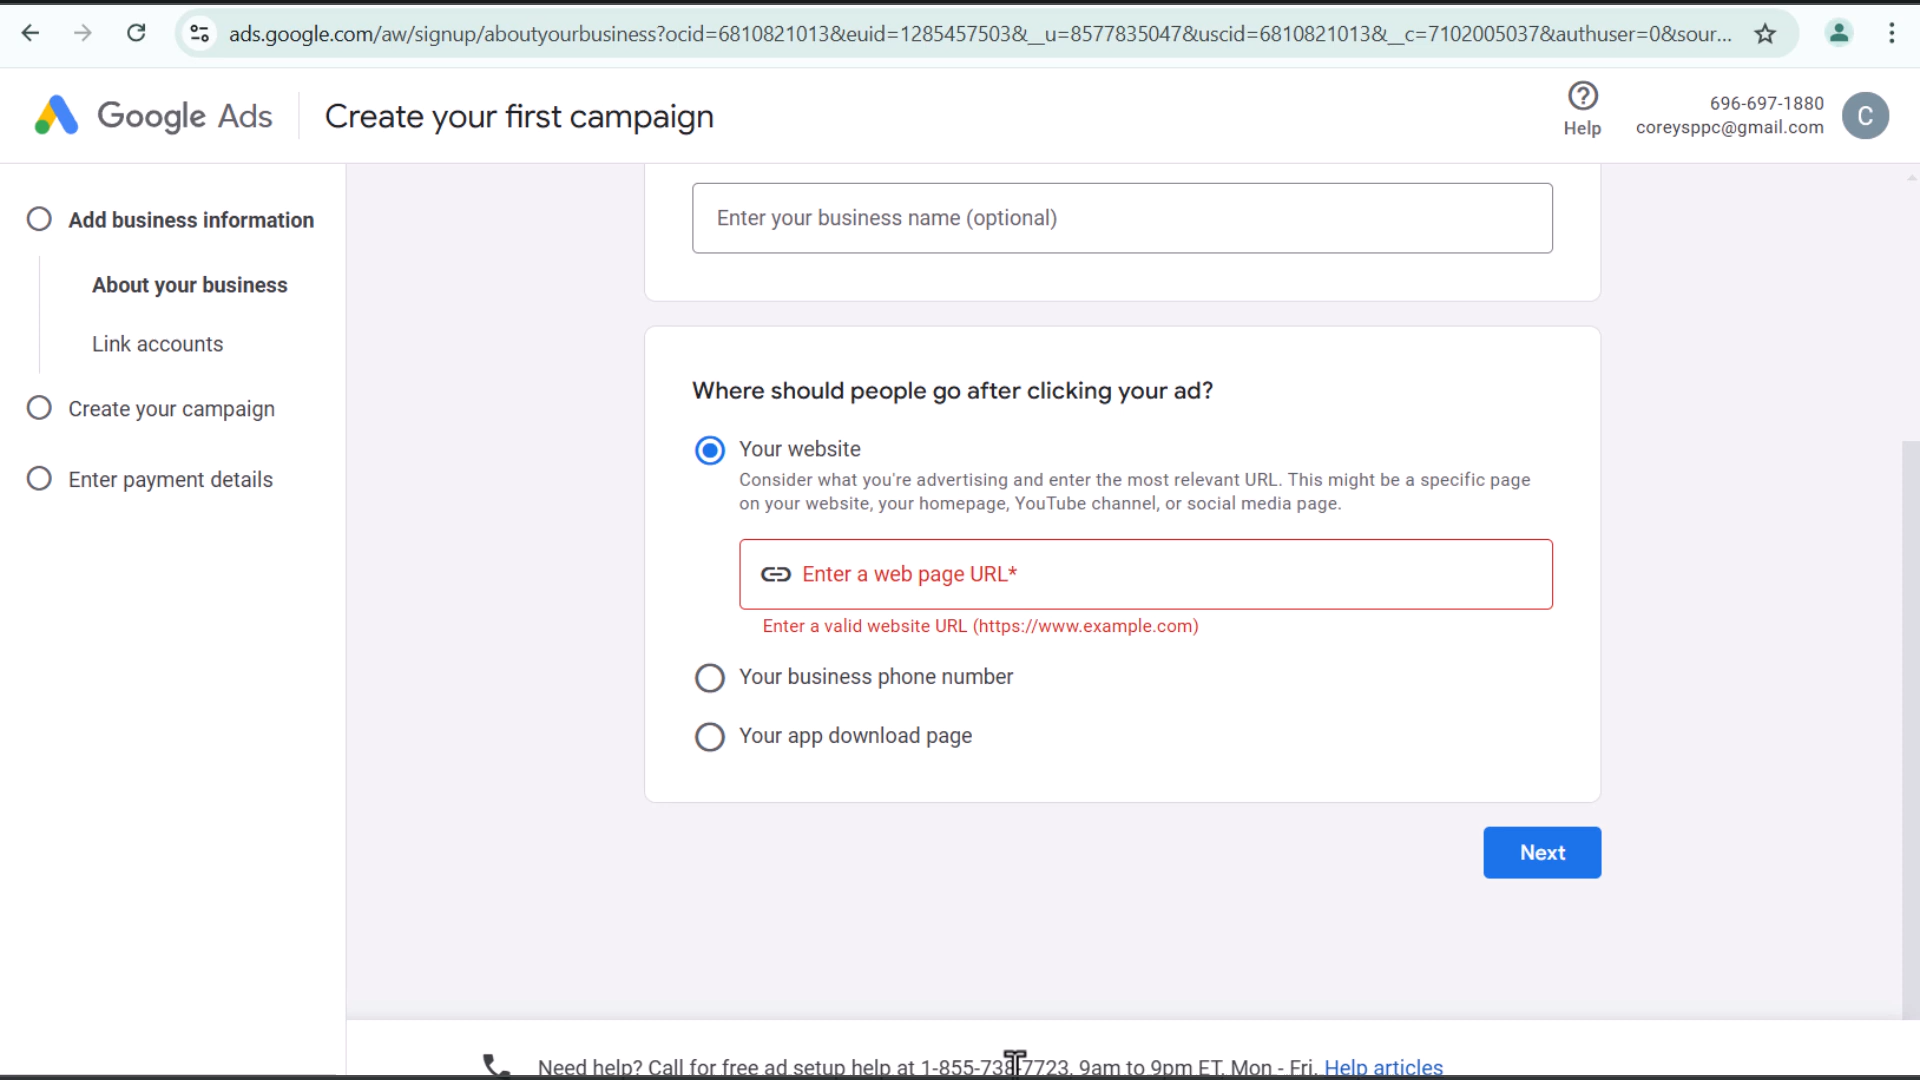 ads.google.com/aw/signup/aboutyourbusiness?ocid=6810821013&euid=1285457503&__u=8577835047&uscid=6810821013&__c=7102005037&authuser=0&sour...
Google Ads
Create your first campaign
Help
696-697-1880
coreysppc@gmail.com
C
Add business information
About your business
Link accounts
Create your campaign
Enter payment details
Enter your business name (optional)
Where should people go after clicking your ad?
Your website
Consider what you're advertising and enter the most relevant URL. This might be a specific page
on your website, your homepage, YouTube channel, or social media page.
Enter a web page URL*
Enter a valid website URL (https://www.example.com)
Your business phone number
Your app download page
Next
Need help? Call for free ad setup help at 1-855-738-7723, 9am to 9pm ET, Mon - Fri. Help articles